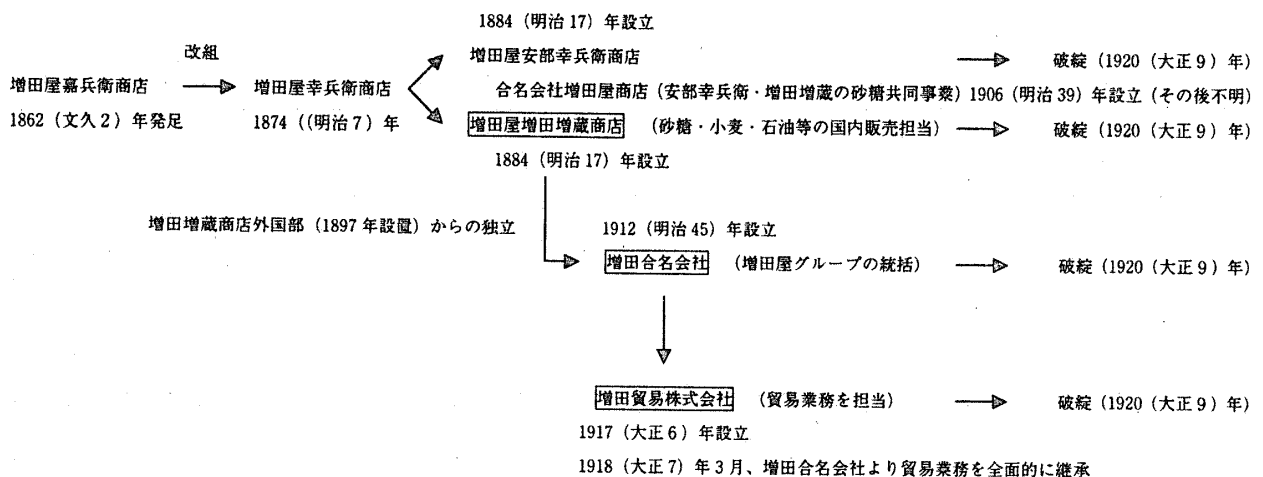 1884（明治17）年設立
改組
増田屋安部幸兵衛商店
破綻（1920（大正9）年）
増田屋嘉兵衛商店
増田屋幸兵衛商店
合名会社増田屋商店（安部幸兵衛・増田増蔵の砂糖共同事業）1906（明治39）年設立（その後不明）
1862（文久2）年発足
1874（(明治7）年
増田屋増田増蔵商店
（砂糖・小麦・石油等の国内販売担当）
破綻（1920（大正9）年）
1884（明治17）年設立
増田増蔵商店外国部（1897年設置）からの独立
1912（明治45）年設立
増田合名会社
（増田屋グループの統括）
破綻（1920（大正9）年）
増田貿易株式会社
（貿易業務を担当）
破綻（1920（大正9）年）
1917（大正6）年設立
1918（大正7）年3月、増田合名会社より貿易業務を全面的に継承